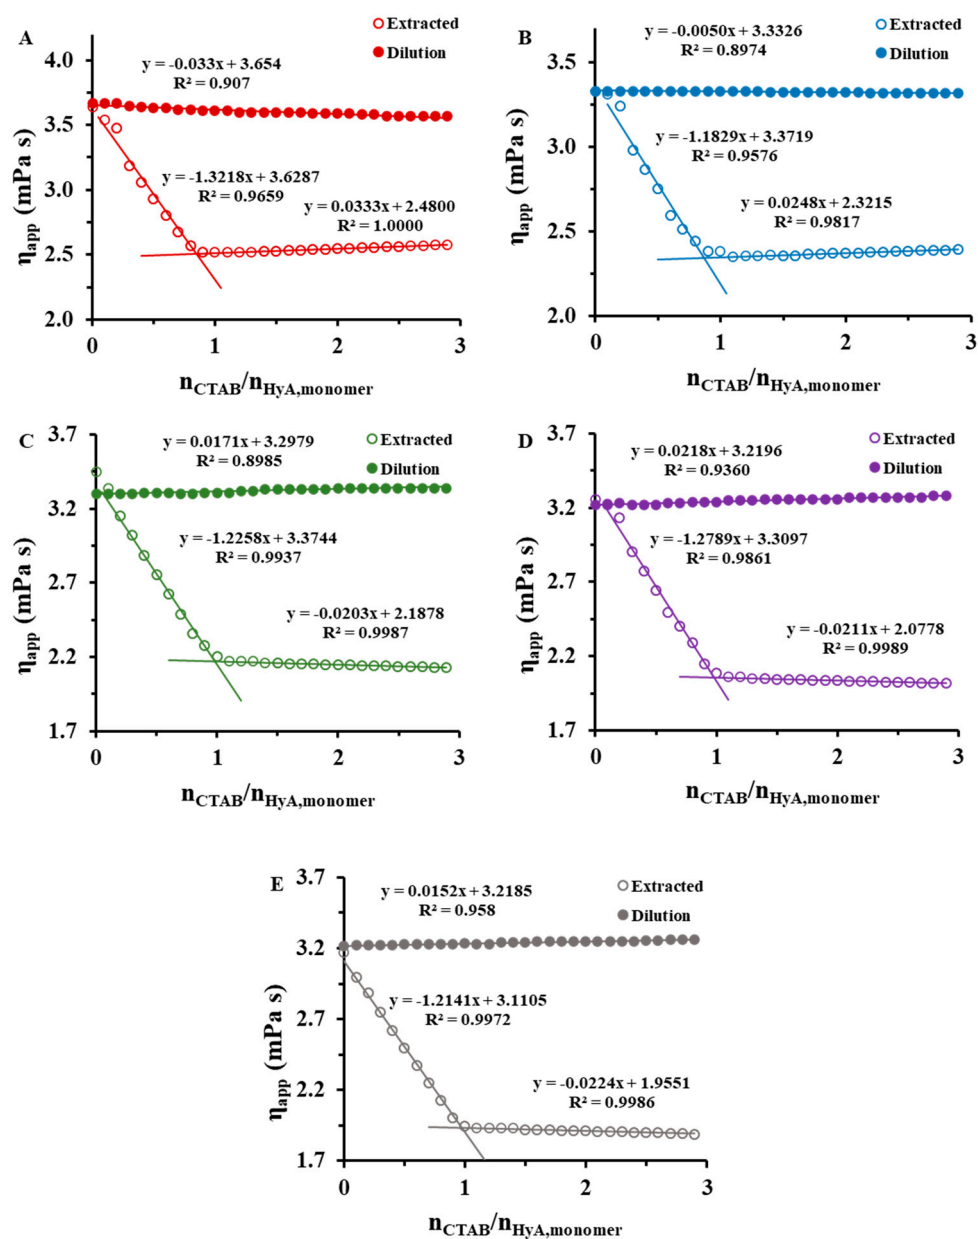 A
Extracted
Dilution
y = -0.033x + 3.654
R² = 0.907
y = -1.3218x + 3.6287
R² = 0.9659
y = 0.0333x + 2.4800
R² = 1.0000
4.0
3.5
3.0
2.5
2.0
ηapp (mPa s)
0 1 2 3
nCTAB/nHyA,monomer
B
Extracted
Dilution
y = -0.0050x + 3.3326
R² = 0.8974
y = -1.1829x + 3.3719
R² = 0.9576
y = 0.0248x + 2.3215
R² = 0.9817
3.5
3.0
2.5
2.0
ηapp (mPa s)
0 1 2 3
nCTAB/nHyA,monomer
C
Extracted
Dilution
y = 0.0171x + 3.2979
R² = 0.8985
y = -1.2258x + 3.3744
R² = 0.9937
y = -0.0203x + 2.1878
R² = 0.9987
3.7
3.2
2.7
2.2
1.7
ηapp (mPa s)
0 1 2 3
nCTAB/nHyA,monomer
D
Extracted
Dilution
y = 0.0218x + 3.2196
R² = 0.9360
y = -1.2789x + 3.3097
R² = 0.9861
y = -0.0211x + 2.0778
R² = 0.9989
3.7
3.2
2.7
2.2
1.7
ηapp (mPa s)
0 1 2 3
nCTAB/nHyA,monomer
E
Extracted
Dilution
y = 0.0152x + 3.2185
R² = 0.958
y = -1.2141x + 3.1105
R² = 0.9972
y = -0.0224x + 1.9551
R² = 0.9986
3.7
3.2
2.7
2.2
1.7
ηapp (mPa s)
0 1 2 3
nCTAB/nHyA,monomer